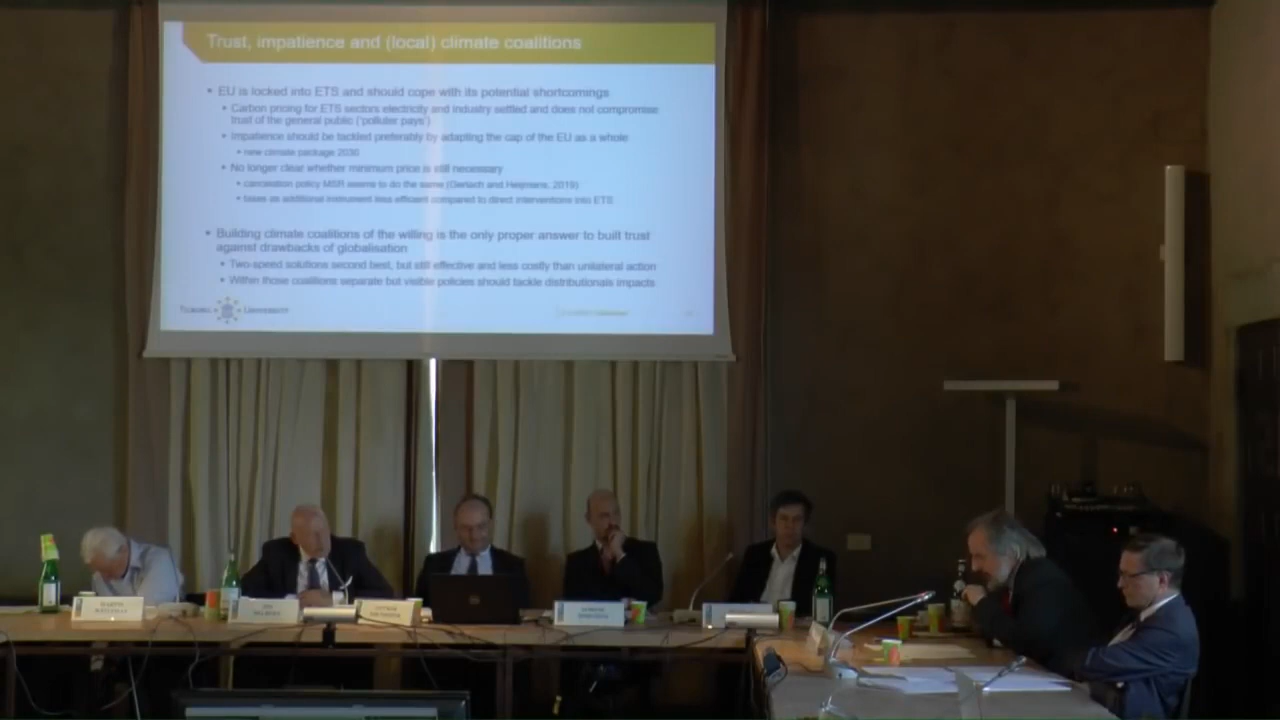 Trust, impatience and (local) climate coalitions
• EU is locked into ETS and should cope with its potential shortcomings
• Carbon pricing for ETS sectors electricity and industry settled and does not compromise
trust of the general public ('polluter pays')
• Impatience should be tackled preferably by adapting the cap of the EU as a whole
• new climate package 2030
• No longer clear whether minimum price is still necessary
• cancelation policy MSR seems to do the same (Gerlach and Heijmans, 2019)
• taxes as additional instrument less efficient compared to direct interventions into ETS
• Building climate coalitions of the willing is the only proper answer to built trust
against drawbacks of globalisation
• Two-speed solutions second best, but still effective and less costly than unilateral action
• Within those coalitions separate but visible policies should tackle distributionals impacts
TILBURG UNIVERSITY
MARTIN